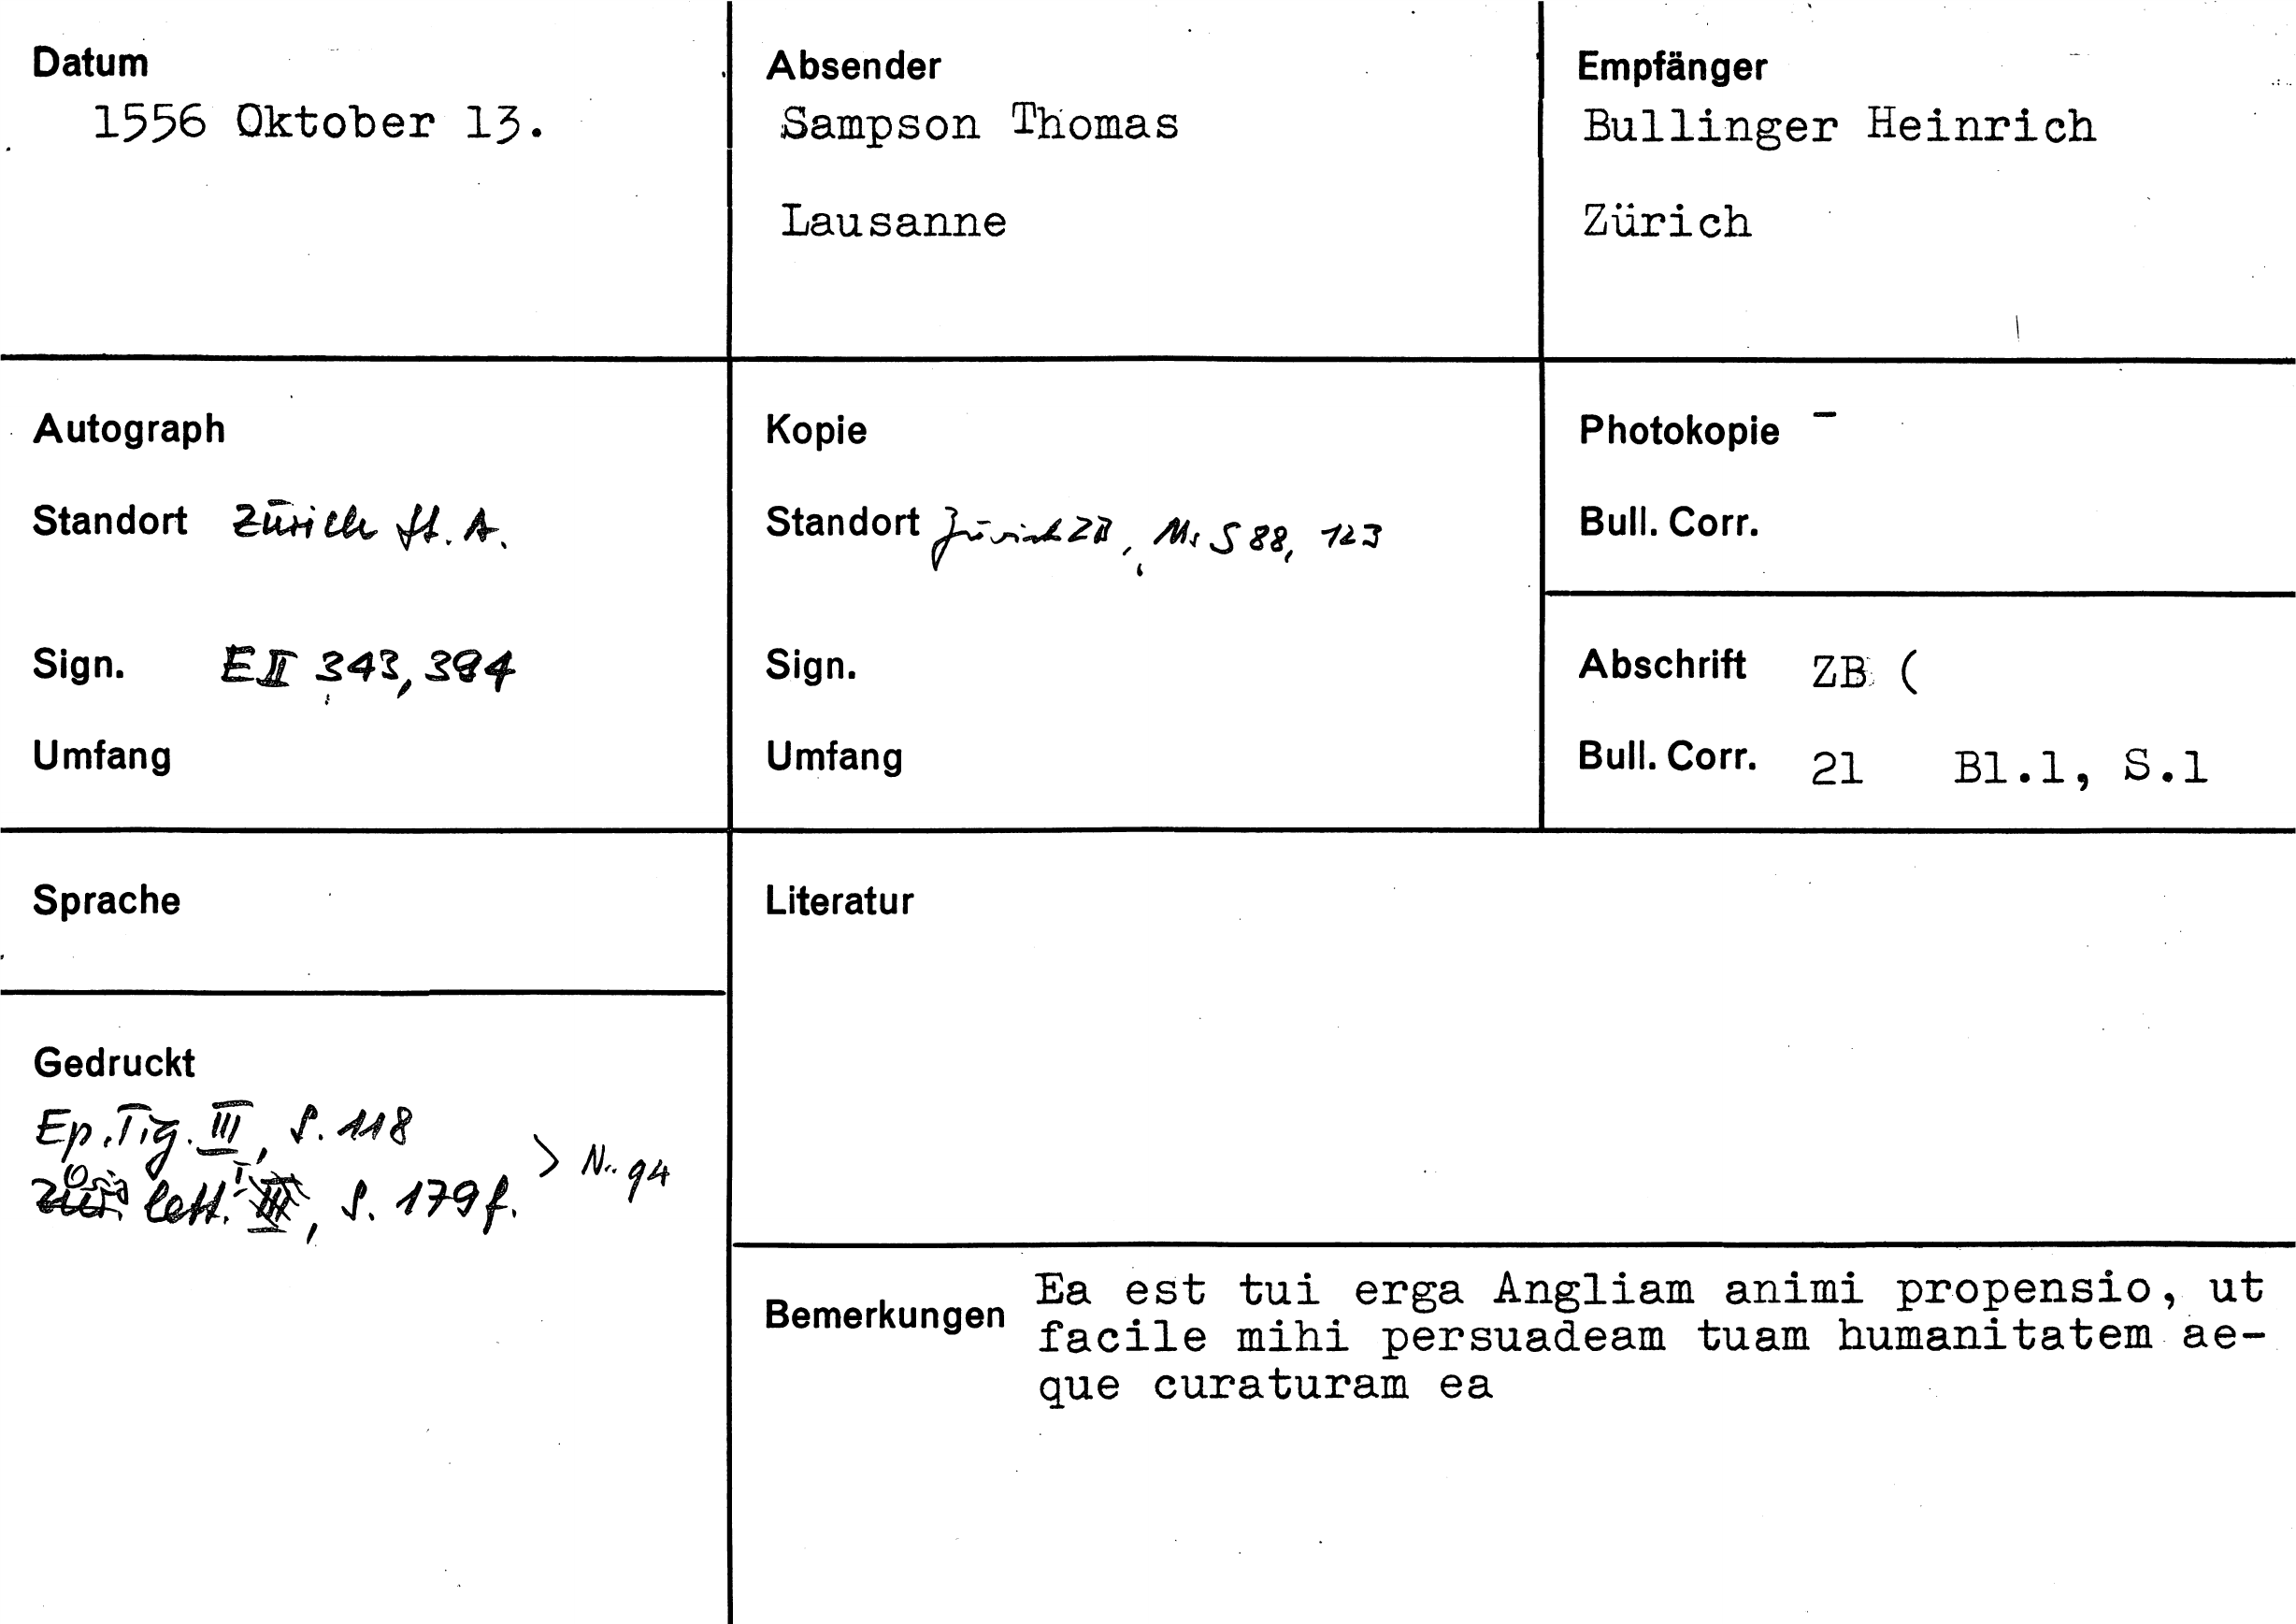 Datum
1556 Oktober 13.
Absender
Sampson Thomas
Lausanne
Empfänger
Bullinger Heinrich
Zürich
Autograph
Standort Zürich St. A.
Sign. E II 343, 384
Umfang
Kopie
Standort Zürich ZB, Ms S 88, 123
Sign.
Umfang
Photokopie -
Bull. Corr.
Abschrift ZB (
Bull. Corr. 21 Bl.1, S.1
Sprache
Gedruckt
Ep. Tig. III, S. 118
lett. I, S. 179 f.
> Nr. 94
Literatur
Bemerkungen Ea est tui erga Angliam animi propensio, ut
facile mihi persuadeam tuam humanitatem ae-
que curaturam ea